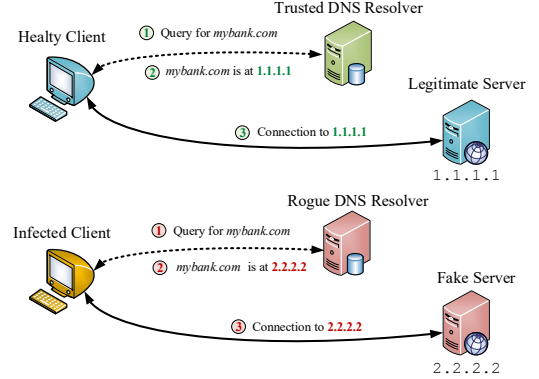 Trusted DNS Resolver
Healty Client
1 Query for mybank.com
2 mybank.com is at 1.1.1.1
Legitimate Server
3 Connection to 1.1.1.1
1.1.1.1
Rogue DNS Resolver
Infected Client
1 Query for mybank.com
2 mybank.com is at 2.2.2.2
Fake Server
3 Connection to 2.2.2.2
2.2.2.2